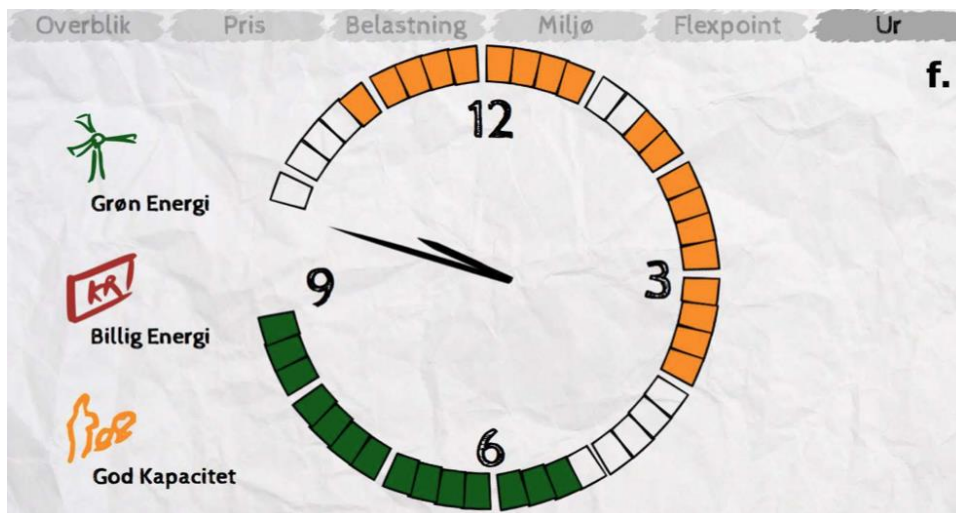 Overblik
Pris
Belastning
Miljø
Flexpoint
Ur
f.
12
Grøn Energi
9
3
KR
Billig Energi
6
God Kapacitet